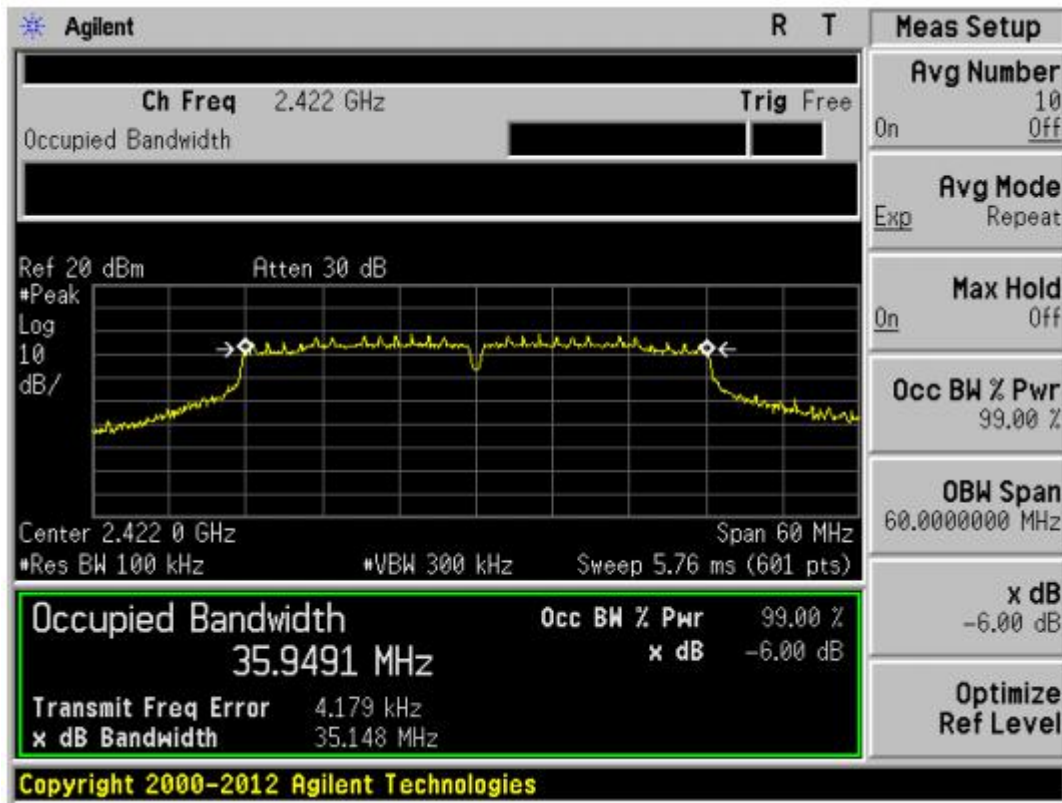 Agilent R T
Ch Freq 2.422 GHz Trig Free
Occupied Bandwidth
Ref 20 dBm Atten 30 dB
#Peak
Log
10
dB/
Center 2.422 0 GHz Span 60 MHz
#Res BW 100 kHz #VBW 300 kHz Sweep 5.76 ms (601 pts)
Occupied Bandwidth Occ BW % Pwr 99.00 %
35.9491 MHz x dB -6.00 dB
Transmit Freq Error 4.179 kHz
x dB Bandwidth 35.148 MHz
Copyright 2000-2012 Agilent Technologies
Meas Setup
Avg Number
10
On Off
Avg Mode
Exp Repeat
Max Hold
On Off
Occ BW % Pwr
99.00 %
OBW Span
60.0000000 MHz
x dB
-6.00 dB
Optimize
Ref Level